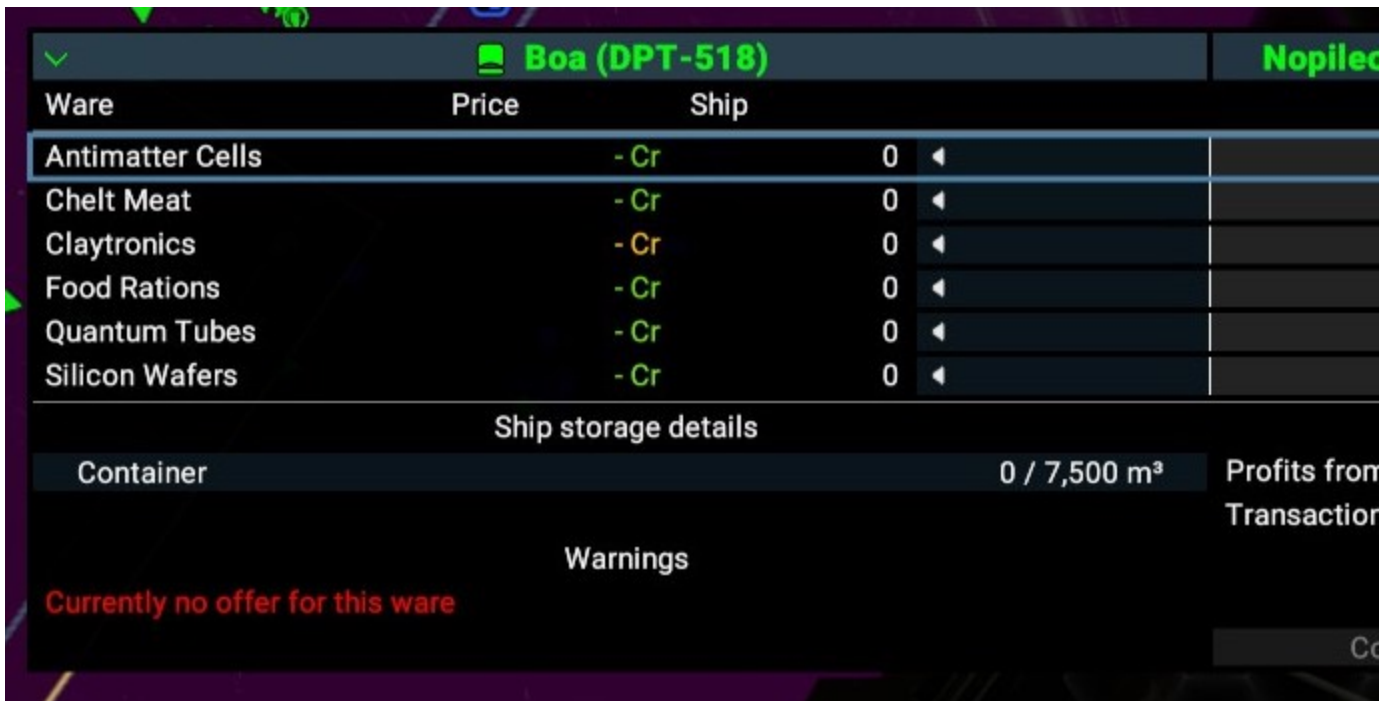 Boa (DPT-518)
Ware Price Ship
Antimatter Cells - Cr 0
Chelt Meat - Cr 0
Claytronics - Cr 0
Food Rations - Cr 0
Quantum Tubes - Cr 0
Silicon Wafers - Cr 0
Ship storage details
Container 0 / 7,500 m³ Profits from
Warnings
Currently no offer for this ware